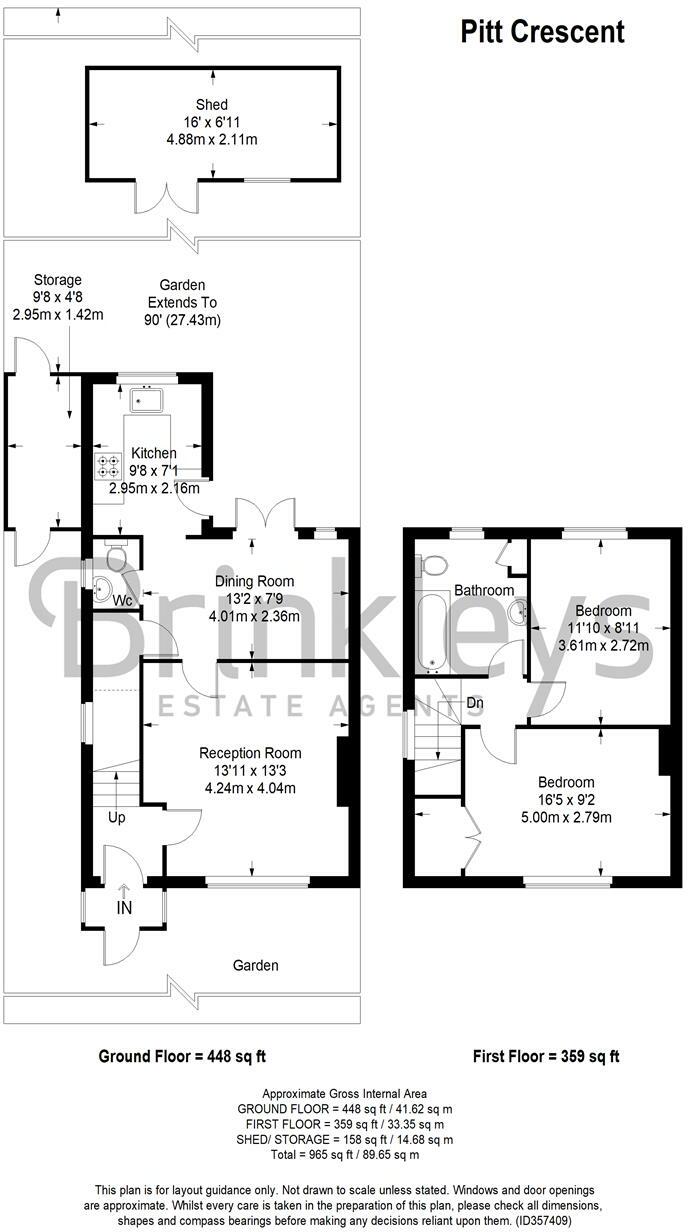 Pitt Crescent
Shed
16' x 6'11
4.88m x 2.11m
Storage
9'8 x 4'8
2.95m x 1.42m
Garden
Extends To
90' (27.43m)
Kitchen
9'8 x 7'1
2.95m x 2.16m
Wc
Dining Room
13'2 x 7'9
4.01m x 2.36m
Bathroom
Bedroom
11'10 x 8'11
3.61m x 2.72m
Brinkleys
ESTATE AGENTS
Dn
Reception Room
13'11 x 13'3
4.24m x 4.04m
Up
Bedroom
16'5 x 9'2
5.00m x 2.79m
IN
Garden
Ground Floor = 448 sq ft
First Floor = 359 sq ft
Approximate Gross Internal Area
GROUND FLOOR = 448 sq ft / 41.62 sq m
FIRST FLOOR = 359 sq ft / 33.35 sq m
SHED/ STORAGE = 158 sq ft / 14.68 sq m
Total = 965 sq ft / 89.65 sq m
This plan is for layout guidance only. Not drawn to scale unless stated. Windows and door openings
are approximate. Whilst every care is taken in the preparation of this plan, please check all dimensions,
shapes and compass bearings before making any decisions reliant upon them. (ID357409)